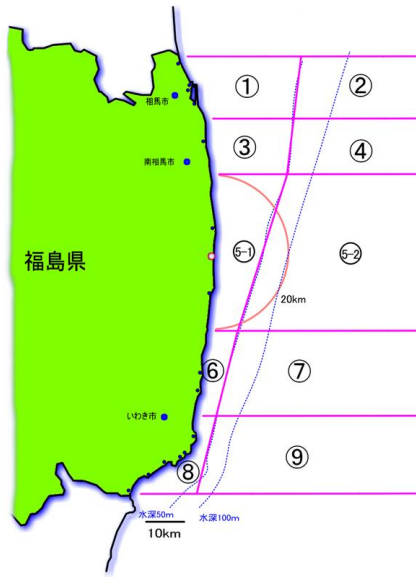 ① ②
相馬市
③ ④
南相馬市
福島県
5-1 5-2
20km
⑥ ⑦
いわき市
⑧ ⑨
水深50m 水深100m
10km